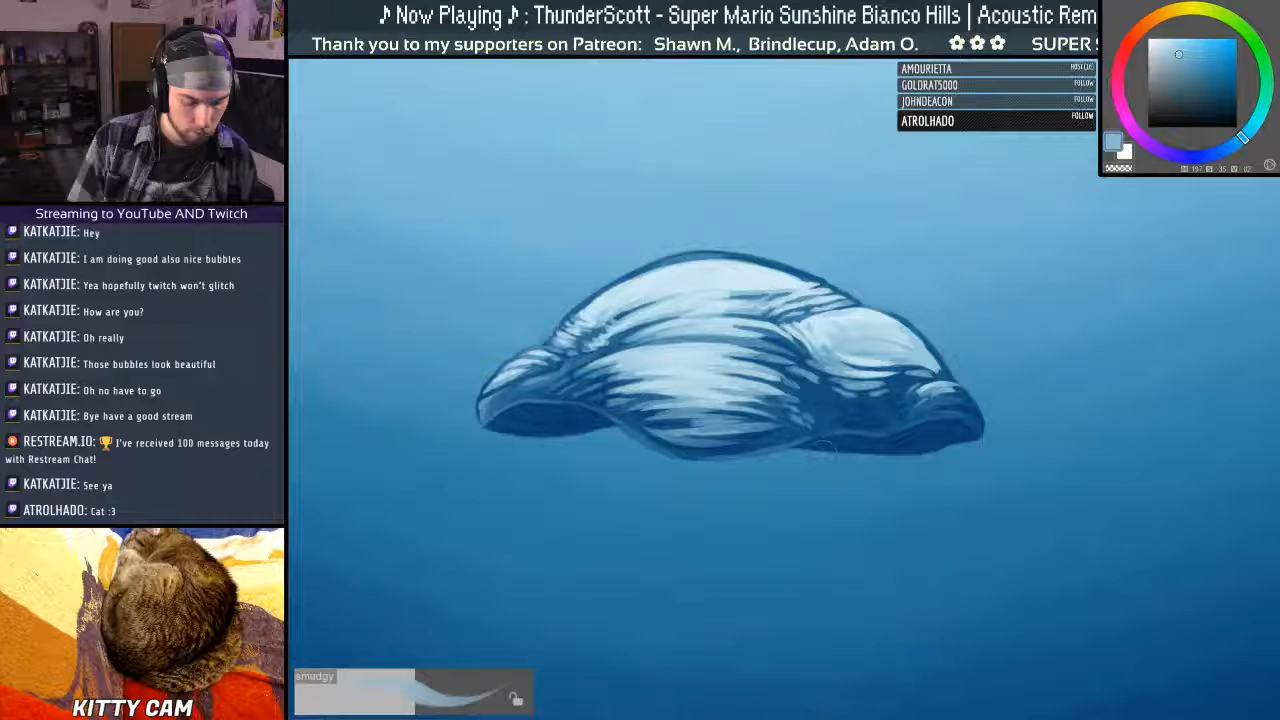 ♪ Now Playing ♪ : ThunderScott - Super Mario Sunshine Bianco Hills | Acoustic Rem
Thank you to my supporters on Patreon: Shawn M., Brindlecup, Adam O. ✿ ✿ ✿ SUPER
AMOURIETTA HOST (16)
GOLDRAT5000 FOLLOW
JOHNDEACON FOLLOW
ATROLHADO FOLLOW
Streaming to YouTube AND Twitch
KATKATJIE: Hey
KATKATJIE: I am doing good also nice bubbles
KATKATJIE: Yea hopefully twitch won't glitch
KATKATJIE: How are you?
KATKATJIE: Oh really
KATKATJIE: Those bubbles look beautiful
KATKATJIE: Oh no have to go
KATKATJIE: Bye have a good stream
RESTREAM.IO: 🏆 I've received 100 messages today
with Restream Chat!
KATKATJIE: See ya
ATROLHADO: Cat :3
KITTY CAM
smudgy